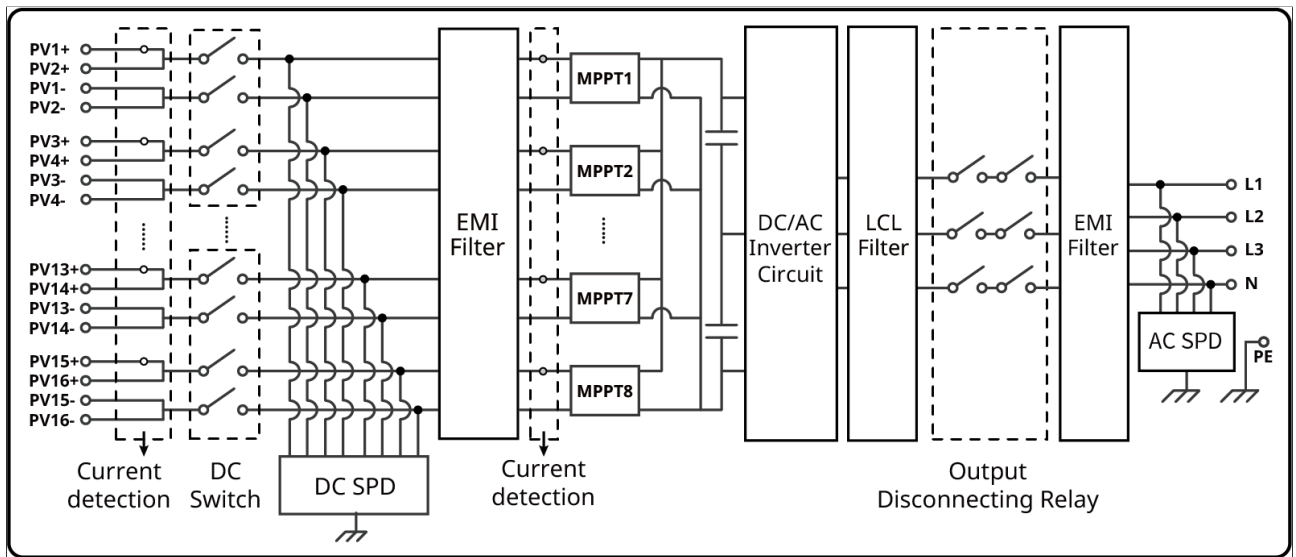 PV1+
PV2+
PV1-
PV2-
PV3+
PV4+
PV3-
PV4-
PV13+
PV14+
PV13-
PV14-
PV15+
PV16+
PV15-
PV16-
Current
detection
DC
Switch
DC SPD
EMI
Filter
Current
detection
MPPT1
MPPT2
MPPT7
MPPT8
DC/AC
Inverter
Circuit
LCL
Filter
Output
Disconnecting Relay
EMI
Filter
L1
L2
L3
N
AC SPD
PE